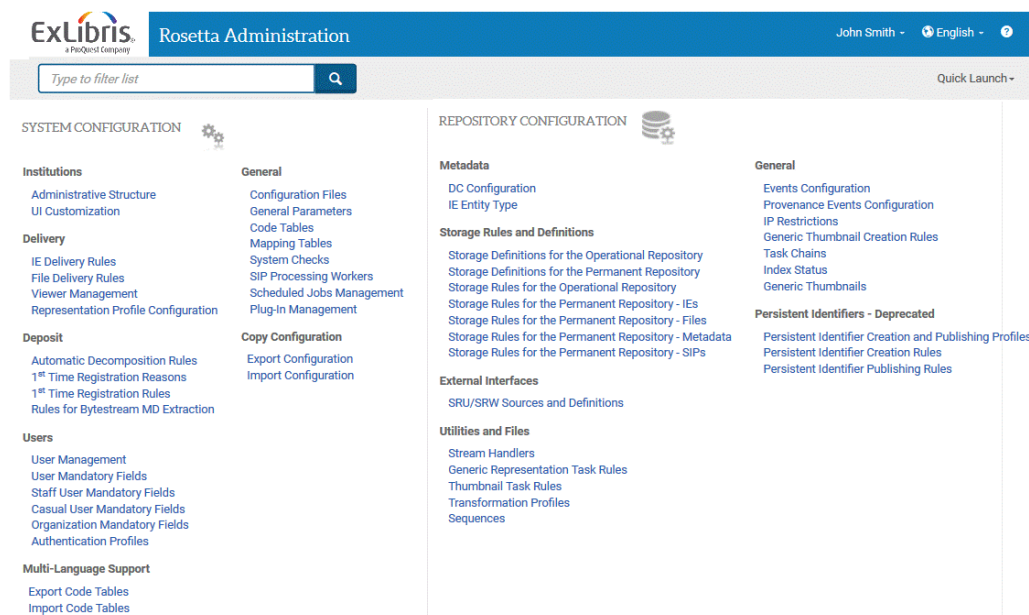 ExLibris
a ProQuest Company
Rosetta Administration
John Smith
English
?
Type to filter list
Quick Launch
SYSTEM CONFIGURATION
Institutions
Administrative Structure
UI Customization
Delivery
IE Delivery Rules
File Delivery Rules
Viewer Management
Representation Profile Configuration
Deposit
Automatic Decomposition Rules
1st Time Registration Reasons
1st Time Registration Rules
Rules for Bytestream MD Extraction
Users
User Management
User Mandatory Fields
Staff User Mandatory Fields
Casual User Mandatory Fields
Organization Mandatory Fields
Authentication Profiles
Multi-Language Support
Export Code Tables
Import Code Tables
General
Configuration Files
General Parameters
Code Tables
Mapping Tables
System Checks
SIP Processing Workers
Scheduled Jobs Management
Plug-In Management
Copy Configuration
Export Configuration
Import Configuration
REPOSITORY CONFIGURATION
Metadata
DC Configuration
IE Entity Type
Storage Rules and Definitions
Storage Definitions for the Operational Repository
Storage Definitions for the Permanent Repository
Storage Rules for the Operational Repository
Storage Rules for the Permanent Repository - IEs
Storage Rules for the Permanent Repository - Files
Storage Rules for the Permanent Repository - Metadata
Storage Rules for the Permanent Repository - SIPs
External Interfaces
SRU/SRW Sources and Definitions
Utilities and Files
Stream Handlers
Generic Representation Task Rules
Thumbnail Task Rules
Transformation Profiles
Sequences
General
Events Configuration
Provenance Events Configuration
IP Restrictions
Generic Thumbnail Creation Rules
Task Chains
Index Status
Generic Thumbnails
Persistent Identifiers - Deprecated
Persistent Identifier Creation and Publishing Profiles
Persistent Identifier Creation Rules
Persistent Identifier Publishing Rules